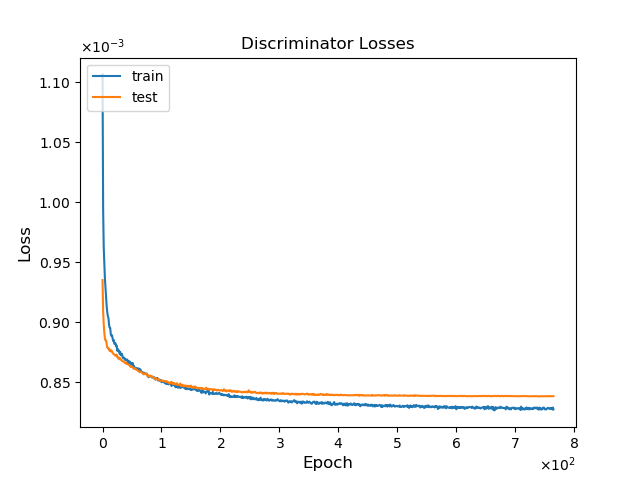 Discriminator Losses
×10⁻³
train
test
1.10
1.05
1.00
0.95
0.90
0.85
Loss
0 1 2 3 4 5 6 7 8
Epoch
×10²